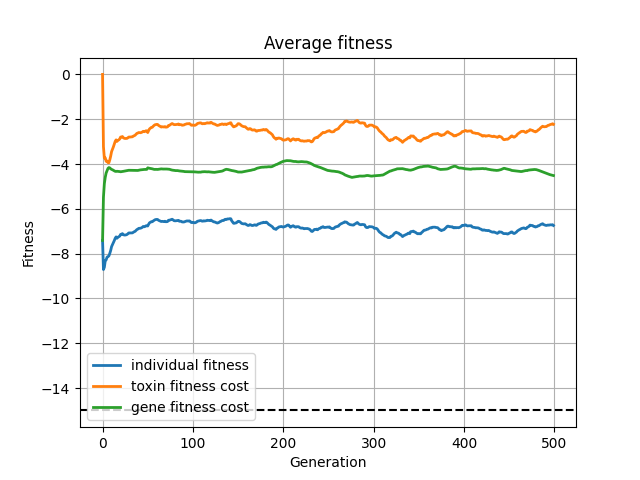 Average fitness
Fitness
0
−2
−4
−6
−8
−10
−12
−14
individual fitness
toxin fitness cost
gene fitness cost
0 100 200 300 400 500
Generation